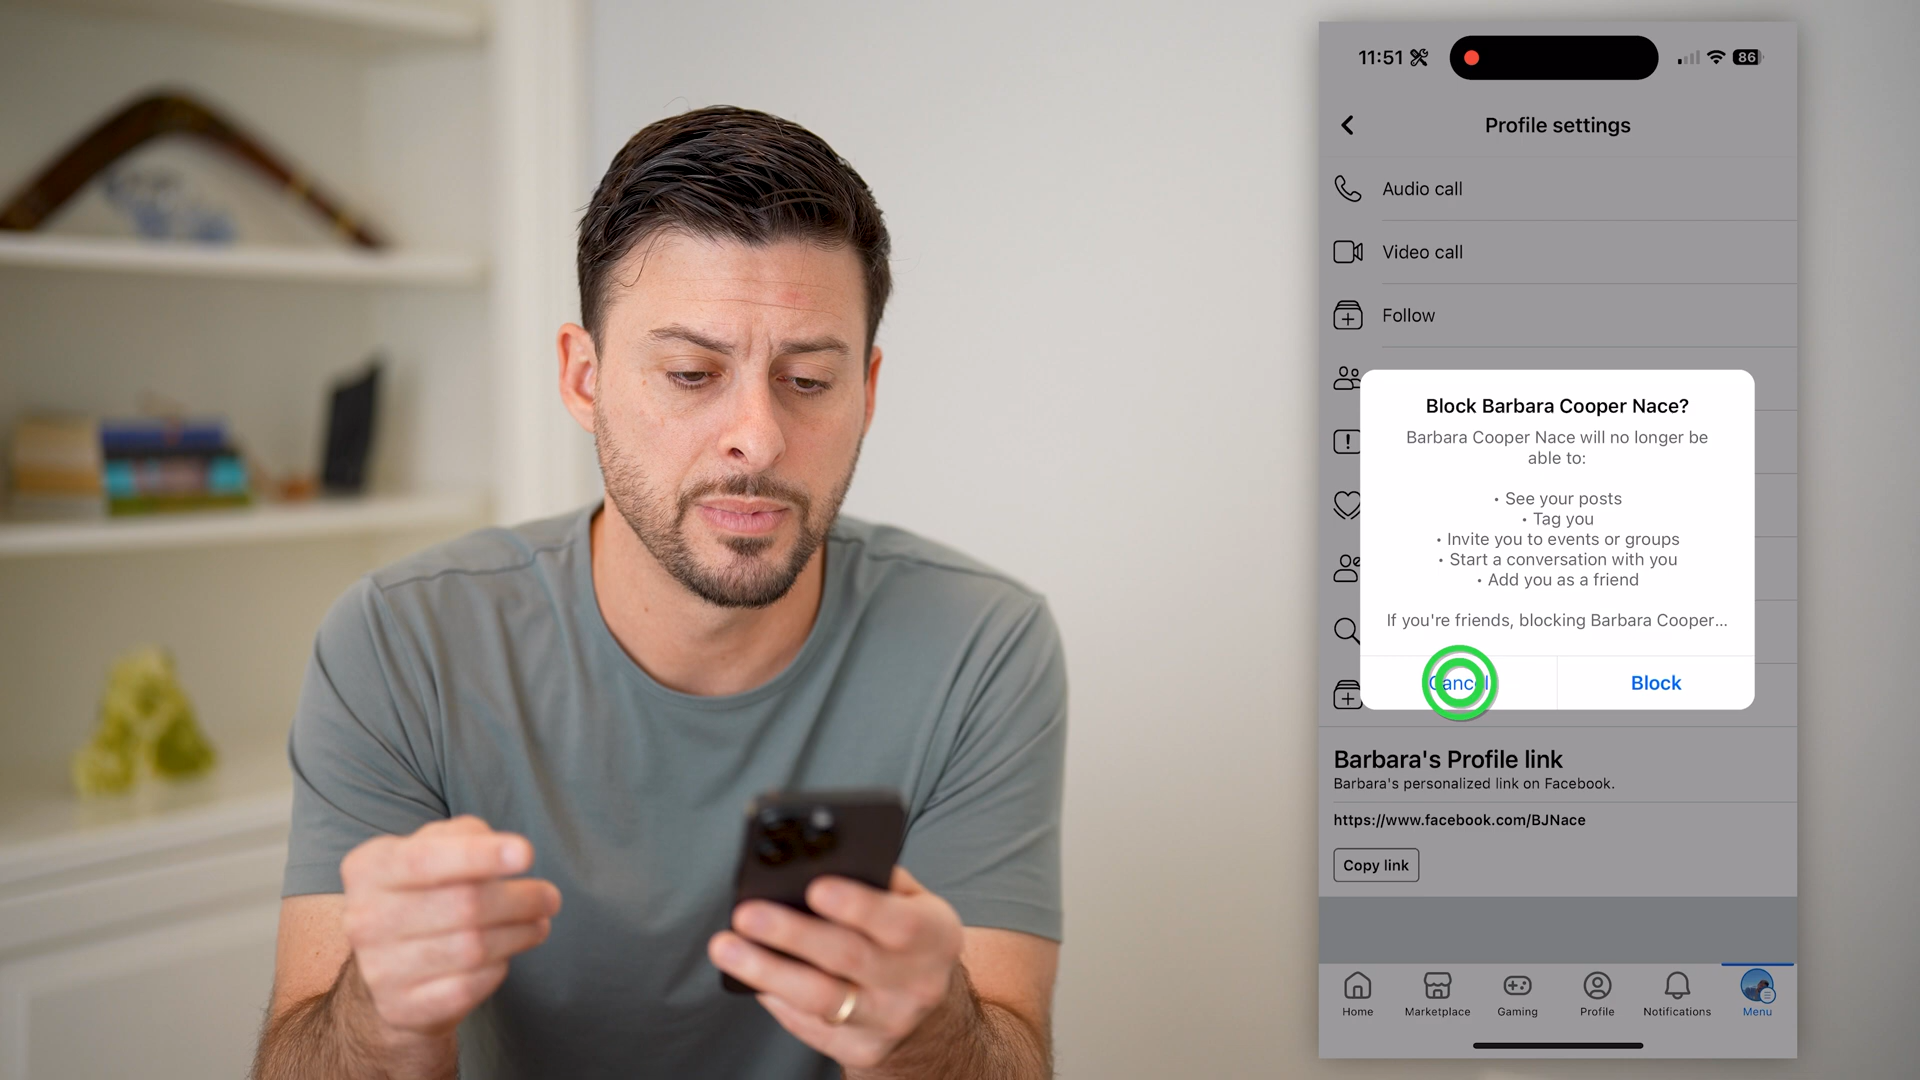 11:51
86
Profile settings
Audio call
Video call
Follow
Block Barbara Cooper Nace?
Barbara Cooper Nace will no longer be
able to:
• See your posts
• Tag you
• Invite you to events or groups
• Start a conversation with you
• Add you as a friend
If you're friends, blocking Barbara Cooper...
Cancel
Block
Barbara's Profile link
Barbara's personalized link on Facebook.
https://www.facebook.com/BJNace
Copy link
Home
Marketplace
Gaming
Profile
Notifications
Menu